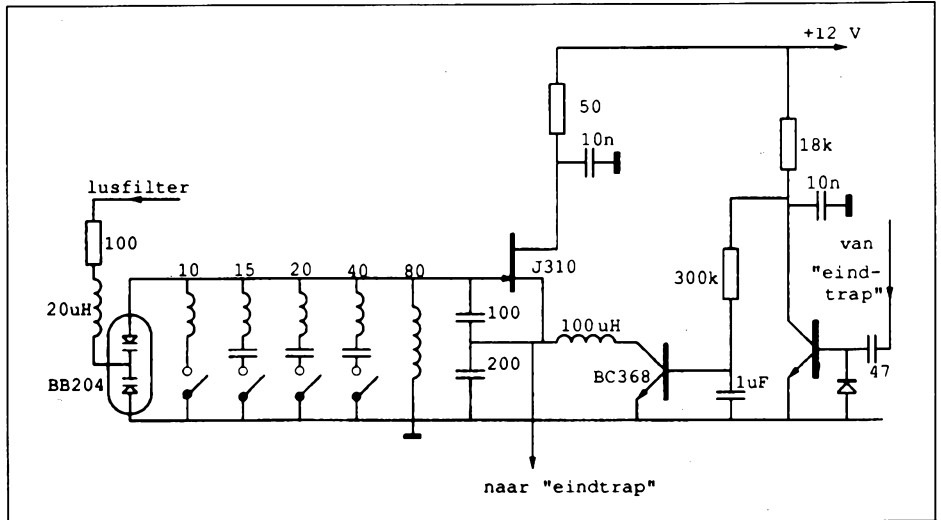 +12 V
50
10n
18k
10n
lusfilter
100
10 15 20 40 80
J310
300k
van
"eind-
trap"
20uH
100
100uH
BB204
200
BC368
1uF
47
naar "eindtrap"